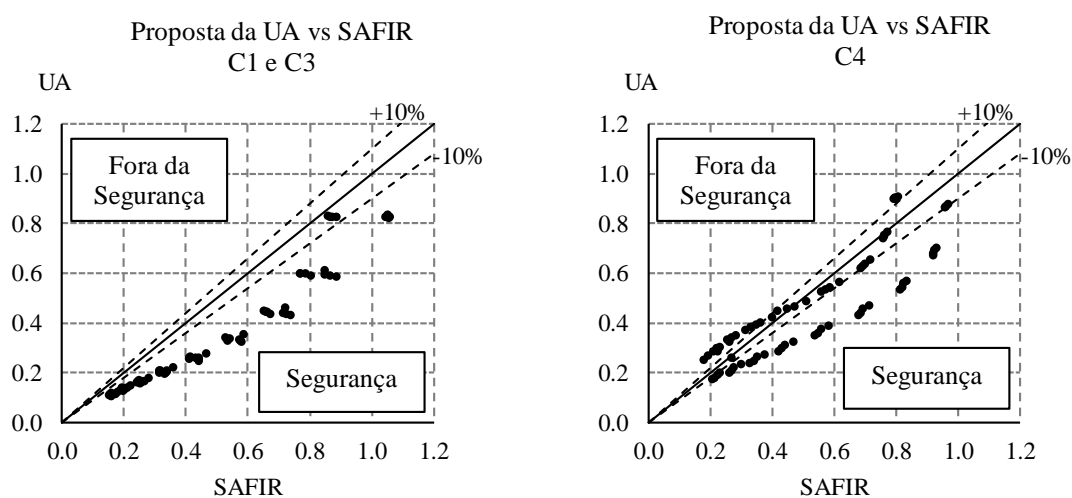 Proposta da UA vs SAFIR
C1 e C3
UA
+10%
-10%
1.2
1.0
0.8
0.6
0.4
0.2
0.0
Fora da
Segurança
Segurança
0.0 0.2 0.4 0.6 0.8 1.0 1.2
SAFIR
Proposta da UA vs SAFIR
C4
UA
+10%
-10%
1.2
1.0
0.8
0.6
0.4
0.2
0.0
Fora da
Segurança
Segurança
0.0 0.2 0.4 0.6 0.8 1.0 1.2
SAFIR